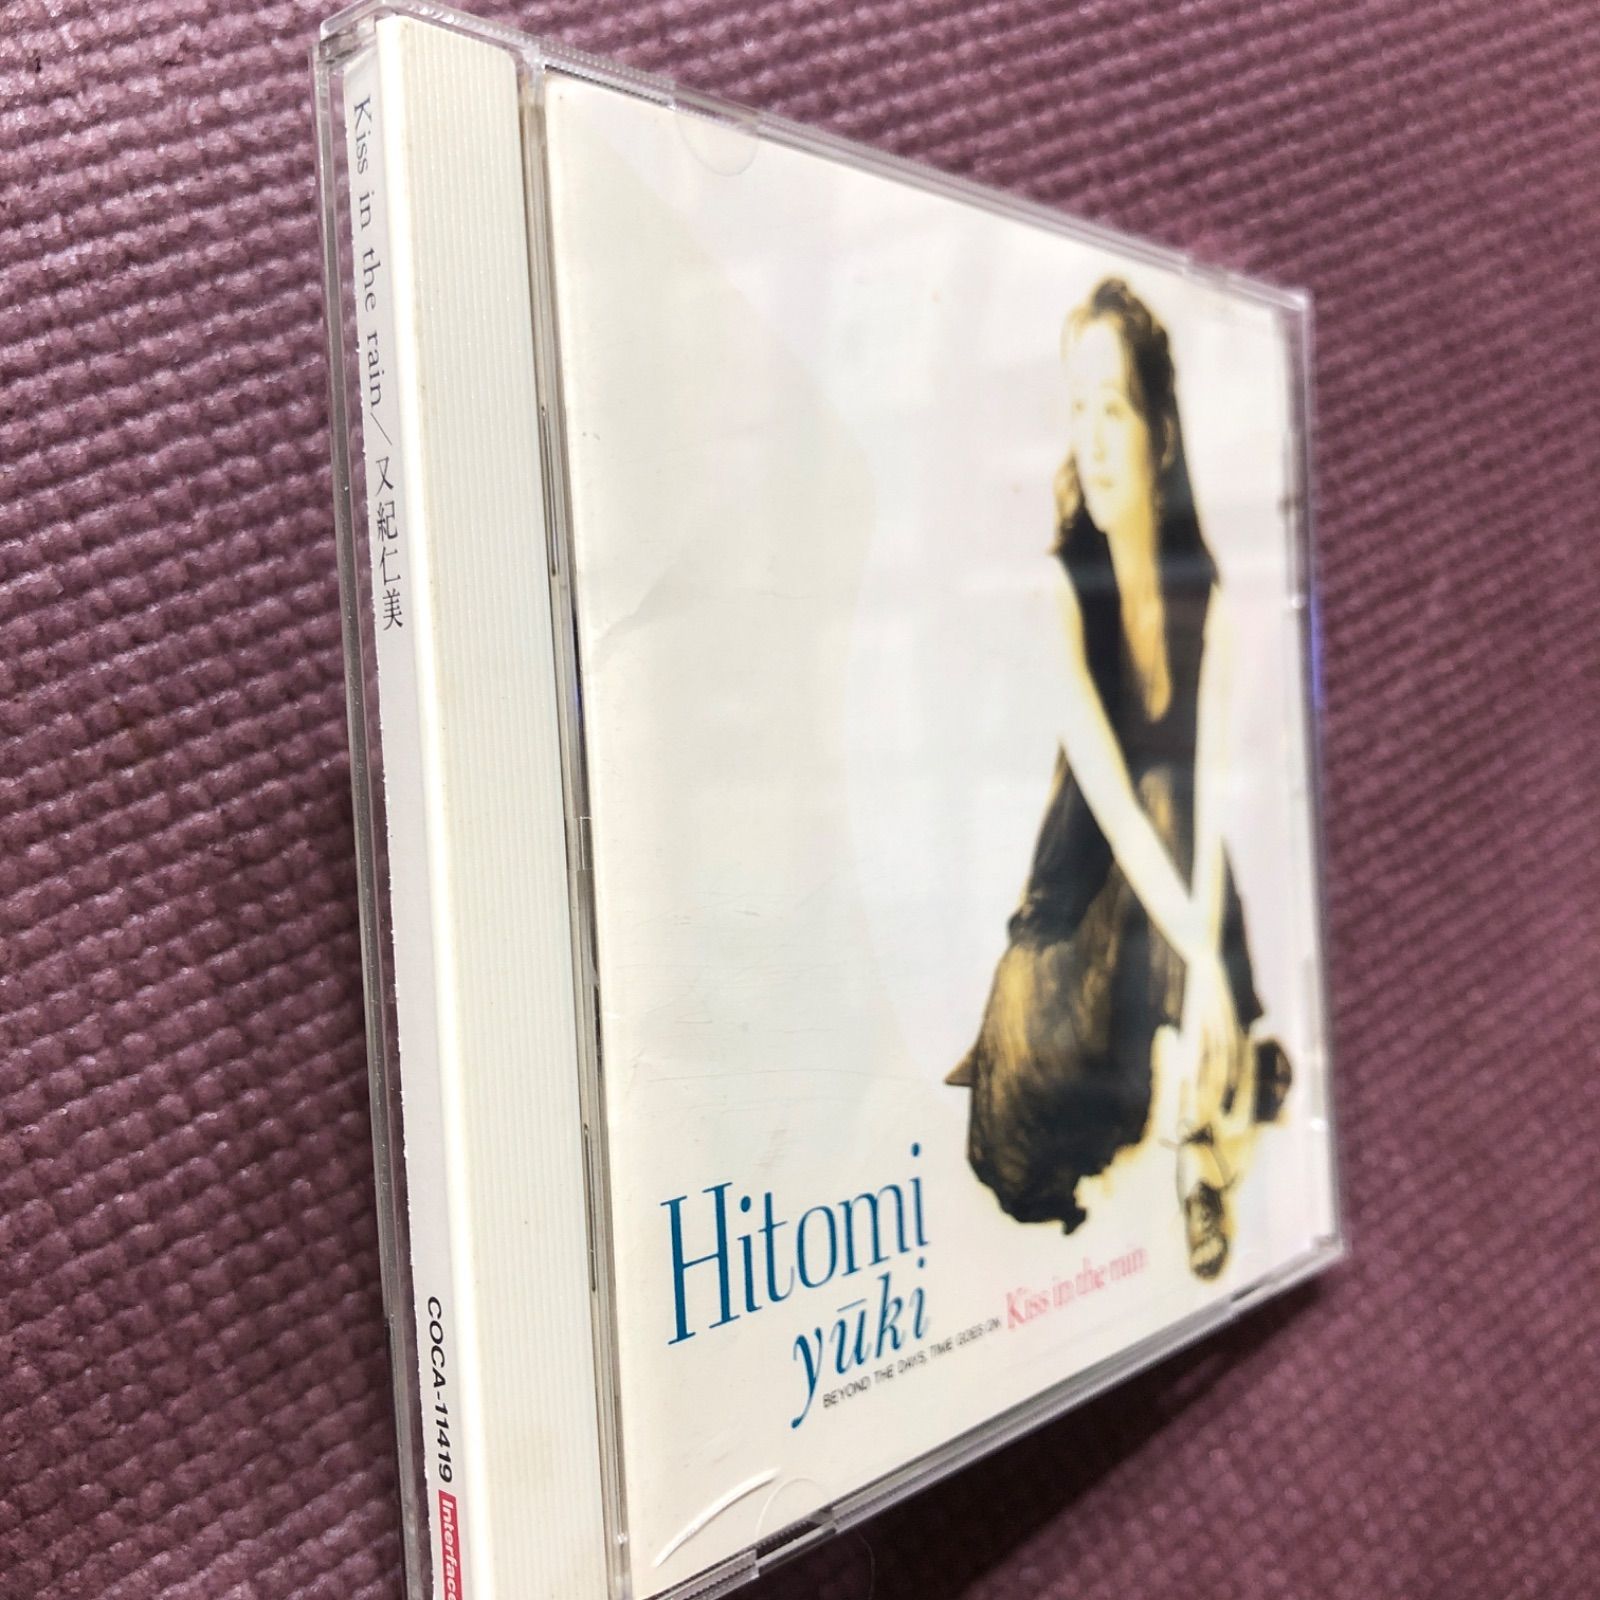 Kiss in the rain／又紀仁美
COCA-11419 Interface
Hitomi
yūki
BEYOND THE DAYS, TIME GOES ON. Kiss in the rain